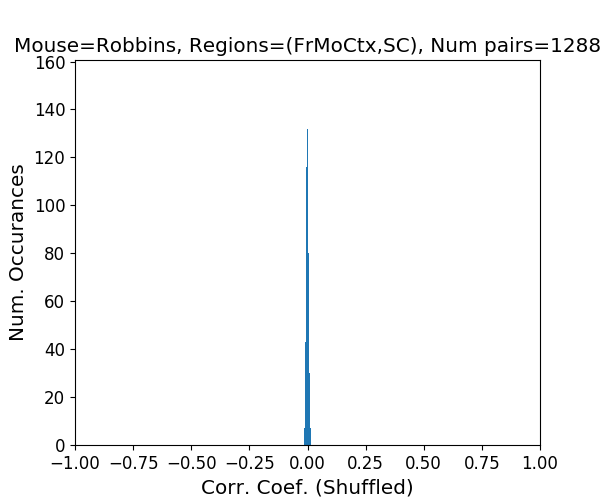 Mouse=Robbins, Regions=(FrMoCtx,SC), Num pairs=1288
160
140
120
100
80
60
40
20
0
Num. Occurances
−1.00 −0.75 −0.50 −0.25 0.00 0.25 0.50 0.75 1.00
Corr. Coef. (Shuffled)